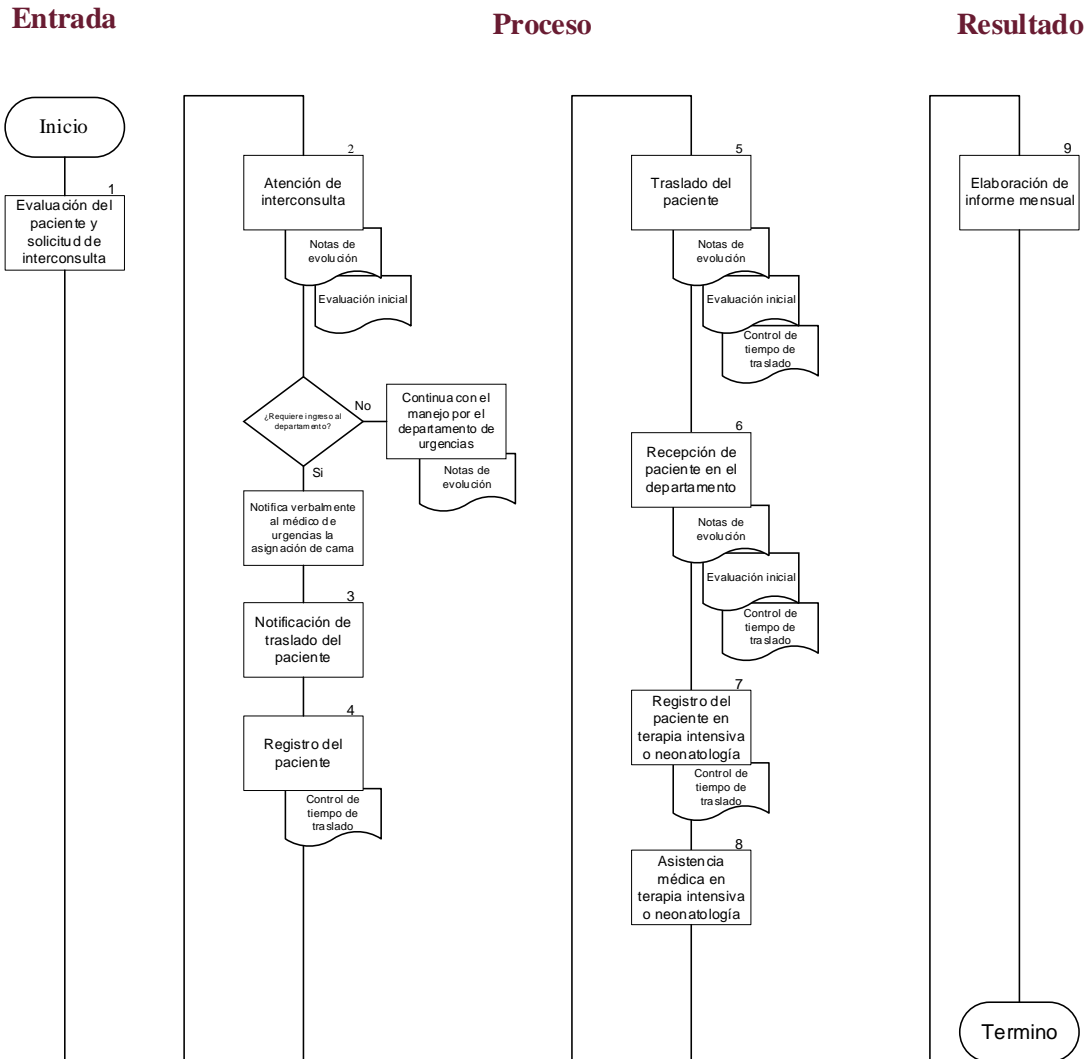 Entrada
Proceso
Resultado
Inicio
1
Evaluación del
paciente y
solicitud de
interconsulta
2
Atención de
interconsulta
Notas de
evolución
Evaluación inicial
¿Requiere ingreso al
departamento?
No
Continua con el
manejo por el
departamento de
urgencias
Notas de
evolución
Si
Notifica verbalmente
al médico de
urgencias la
asignación de cama
3
Notificación de
traslado del
paciente
4
Registro del
paciente
Control de
tiempo de
traslado
5
Traslado del
paciente
Notas de
evolución
Evaluación inicial
Control de
tiempo de
traslado
6
Recepción de
paciente en el
departamento
Notas de
evolución
Evaluación inicial
Control de
tiempo de
traslado
7
Registro del
paciente en
terapia intensiva
o neonatología
Control de
tiempo de
traslado
8
Asistencia
médica en
terapia intensiva
o neonatología
9
Elaboración de
informe mensual
Termino